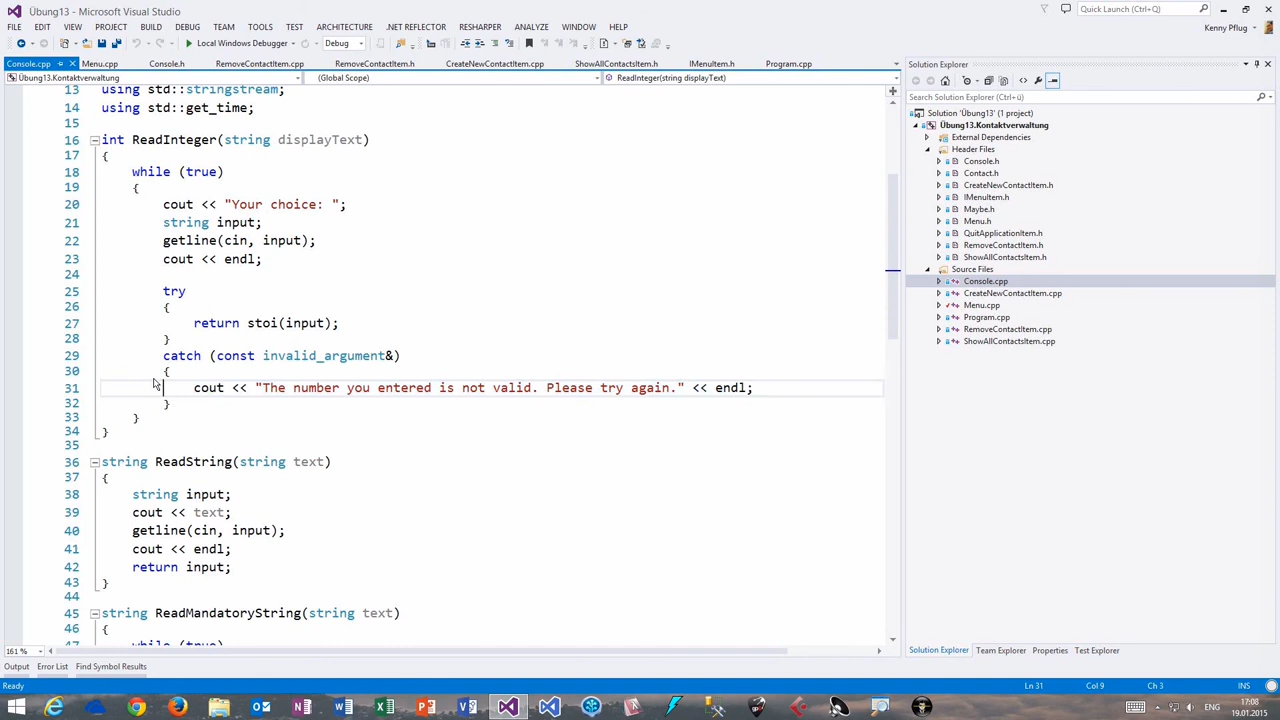 Übung13 - Microsoft Visual Studio
Quick Launch (Ctrl+Q)
FILE EDIT VIEW PROJECT BUILD DEBUG TEAM TOOLS TEST ARCHITECTURE .NET REFLECTOR RESHARPER ANALYZE WINDOW HELP
Kenny Pflug
Local Windows Debugger Debug
Console.cpp Menu.cpp Console.h RemoveContactItem.cpp RemoveContactItem.h CreateNewContactItem.cpp ShowAllContactsItem.cpp IMenuItem.h Program.cpp
Übung13.Kontaktverwaltung (Global Scope) ReadInteger(string displayText)
13 using std::stringstream;
14 using std::get_time;
15
16 int ReadInteger(string displayText)
17 {
18 while (true)
19 {
20 cout << "Your choice: ";
21 string input;
22 getline(cin, input);
23 cout << endl;
24
25 try
26 {
27 return stoi(input);
28 }
29 catch (const invalid_argument&)
30 {
31 cout << "The number you entered is not valid. Please try again." << endl;
32 }
33 }
34 }
35
36 string ReadString(string text)
37 {
38 string input;
39 cout << text;
40 getline(cin, input);
41 cout << endl;
42 return input;
43 }
44
45 string ReadMandatoryString(string text)
46 {
47 while (true)
161 %
Solution Explorer
Search Solution Explorer (Ctrl+ü)
Solution 'Übung13' (1 project)
Übung13.Kontaktverwaltung
External Dependencies
Header Files
Console.h
Contact.h
CreateNewContactItem.h
IMenuItem.h
Maybe.h
Menu.h
QuitApplicationItem.h
RemoveContactItem.h
ShowAllContactsItem.h
Source Files
Console.cpp
CreateNewContactItem.cpp
Menu.cpp
Program.cpp
RemoveContactItem.cpp
ShowAllContactsItem.cpp
Solution Explorer Team Explorer Properties Test Explorer
Output Error List Find Symbol Results
Ready Ln 31 Col 9 Ch 3 INS
17:08
19.01.2015